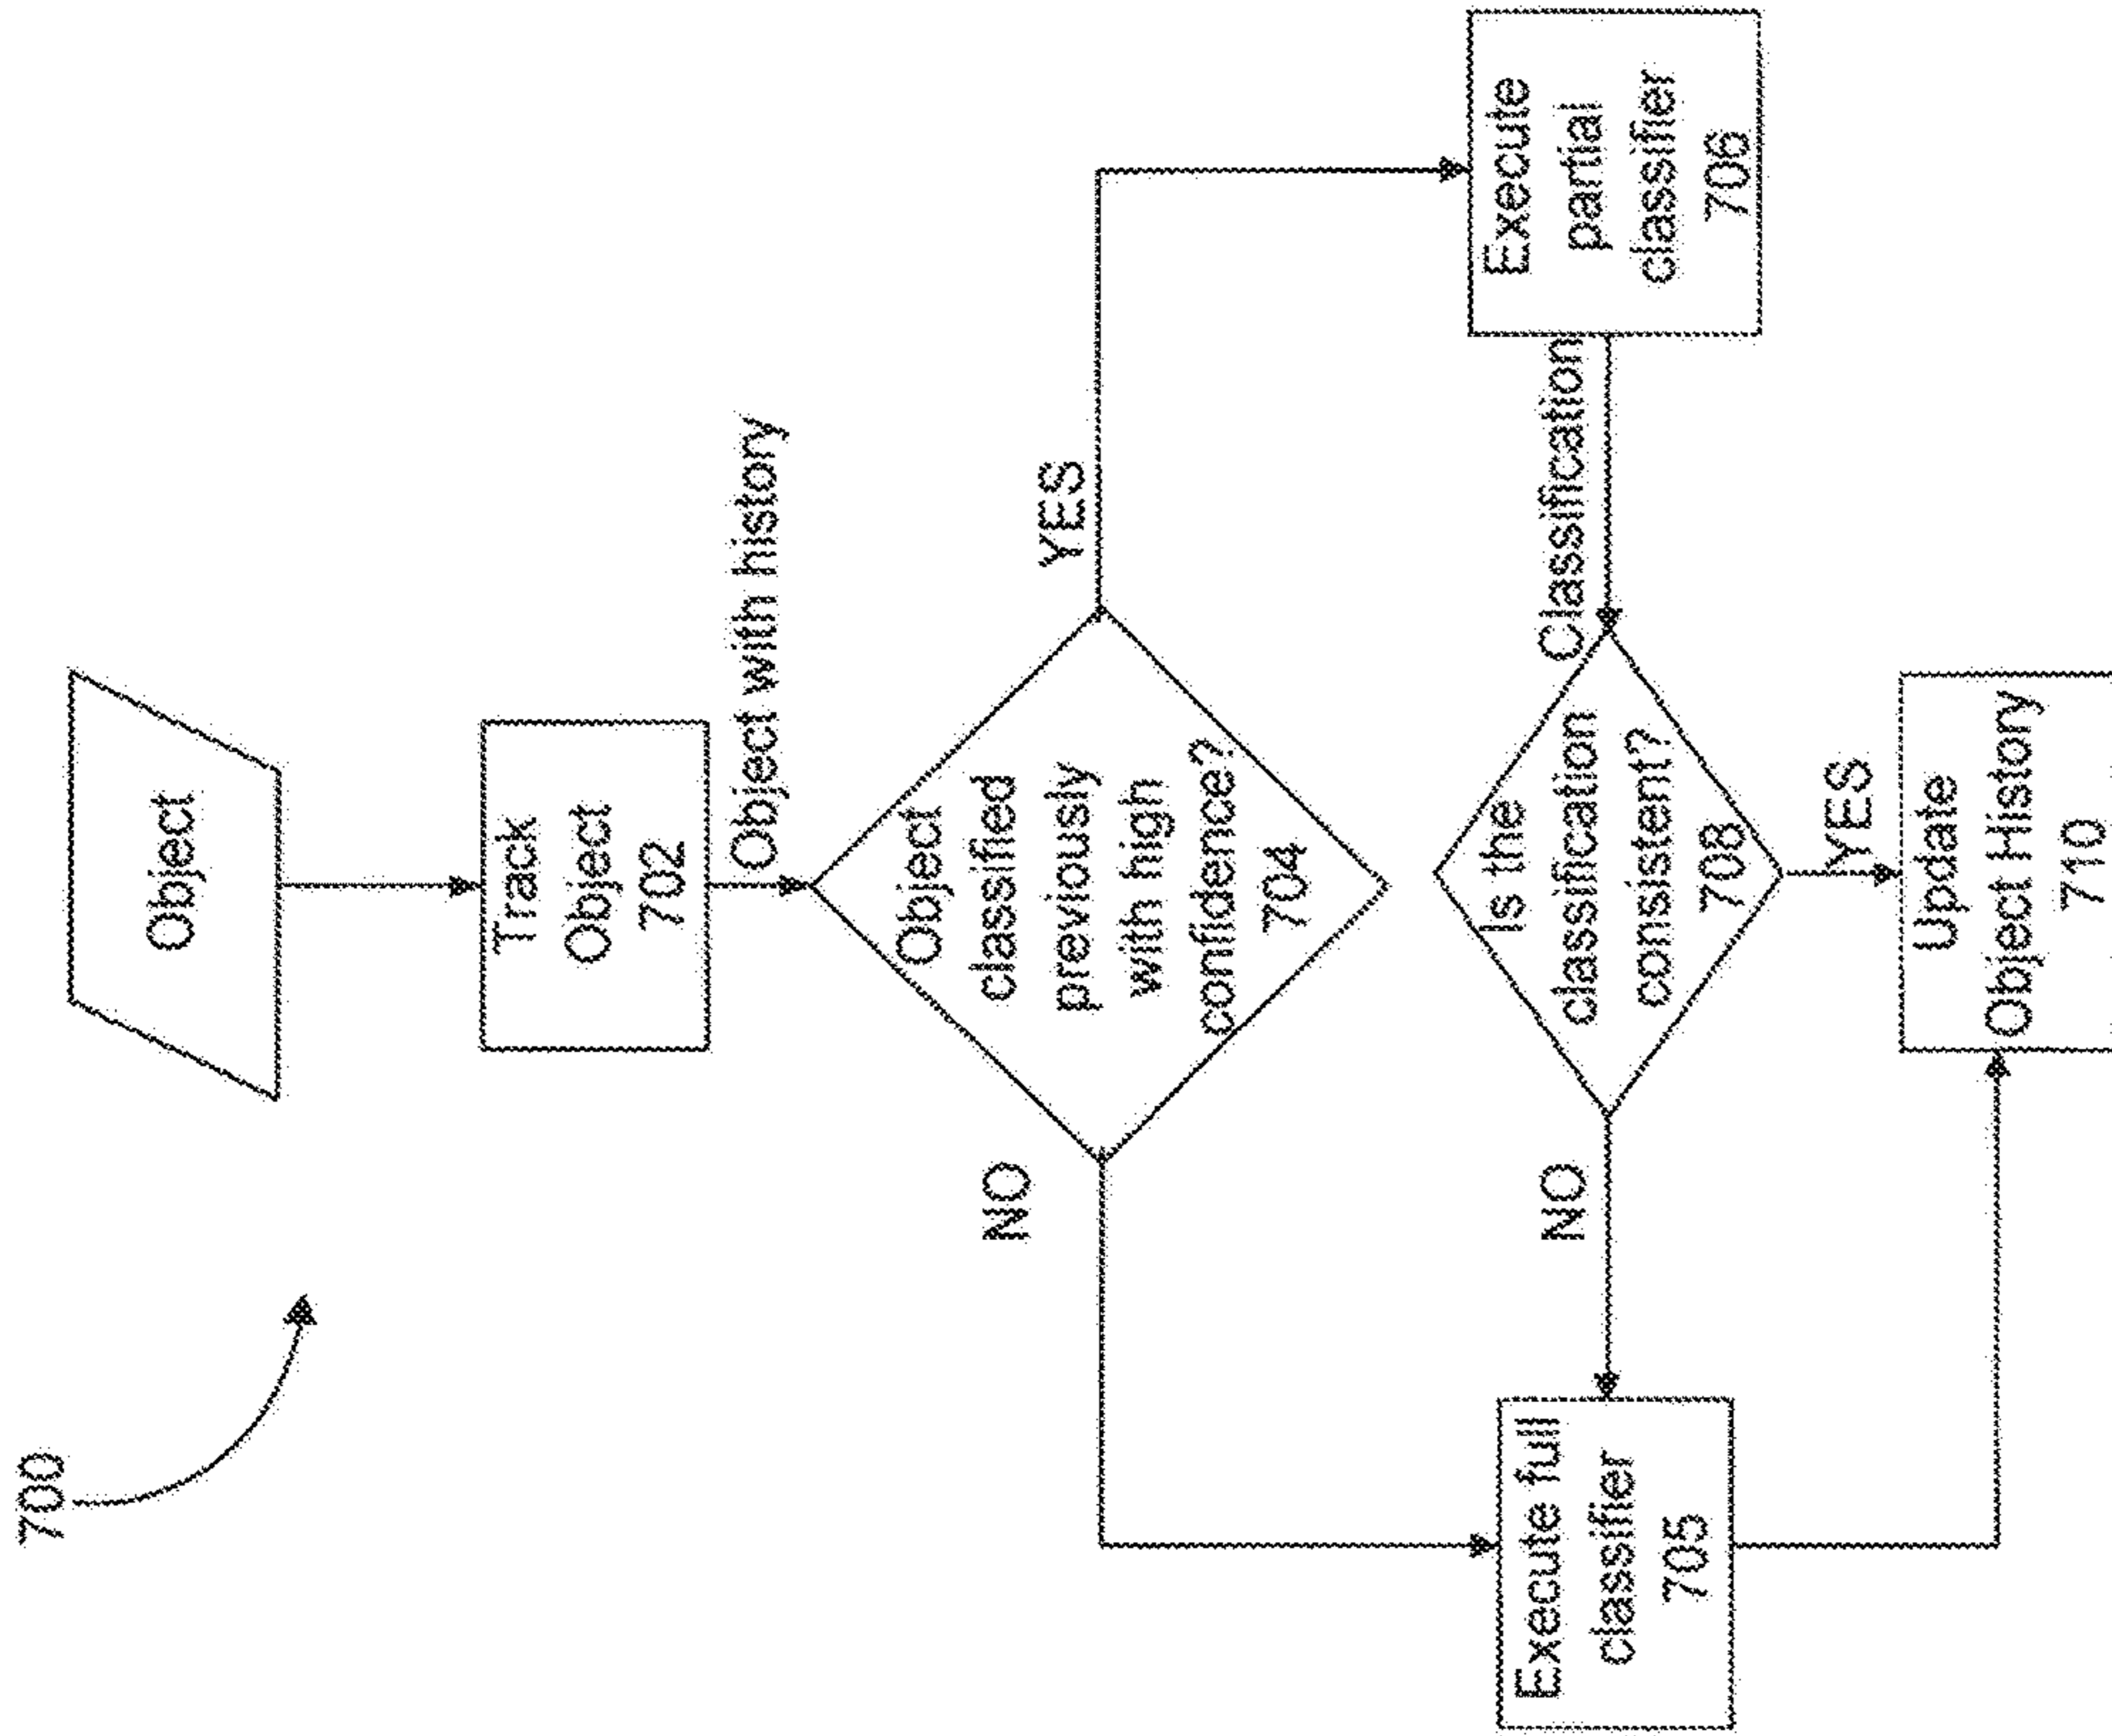 700
Object
Track
Object
702
Object with history
Object
classified
previously
with high
confidence?
704
NO
YES
Execute
partial
classifier
706
Classification
Is the
classification
consistent?
708
NO
YES
Execute full
classifier
705
Update
Object History
710